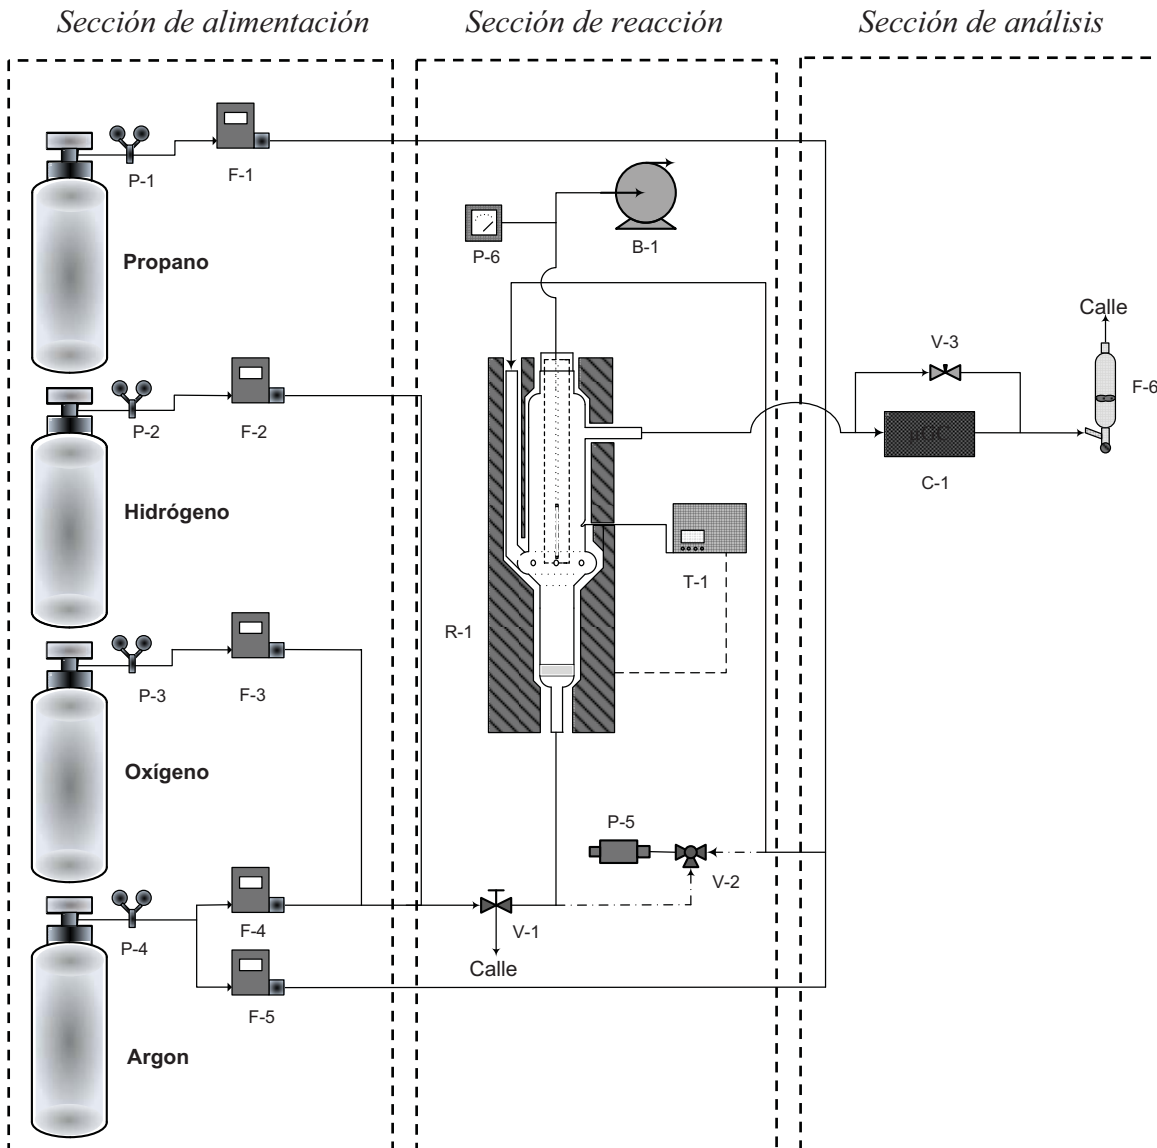 Sección de alimentación
Sección de reacción
Sección de análisis
P-1
F-1
Propano
P-6
B-1
Calle
V-3
F-6
P-2
F-2
µGC
C-1
Hidrógeno
T-1
R-1
P-3
F-3
Oxígeno
P-5
V-2
P-4
F-4
V-1
Calle
F-5
Argon